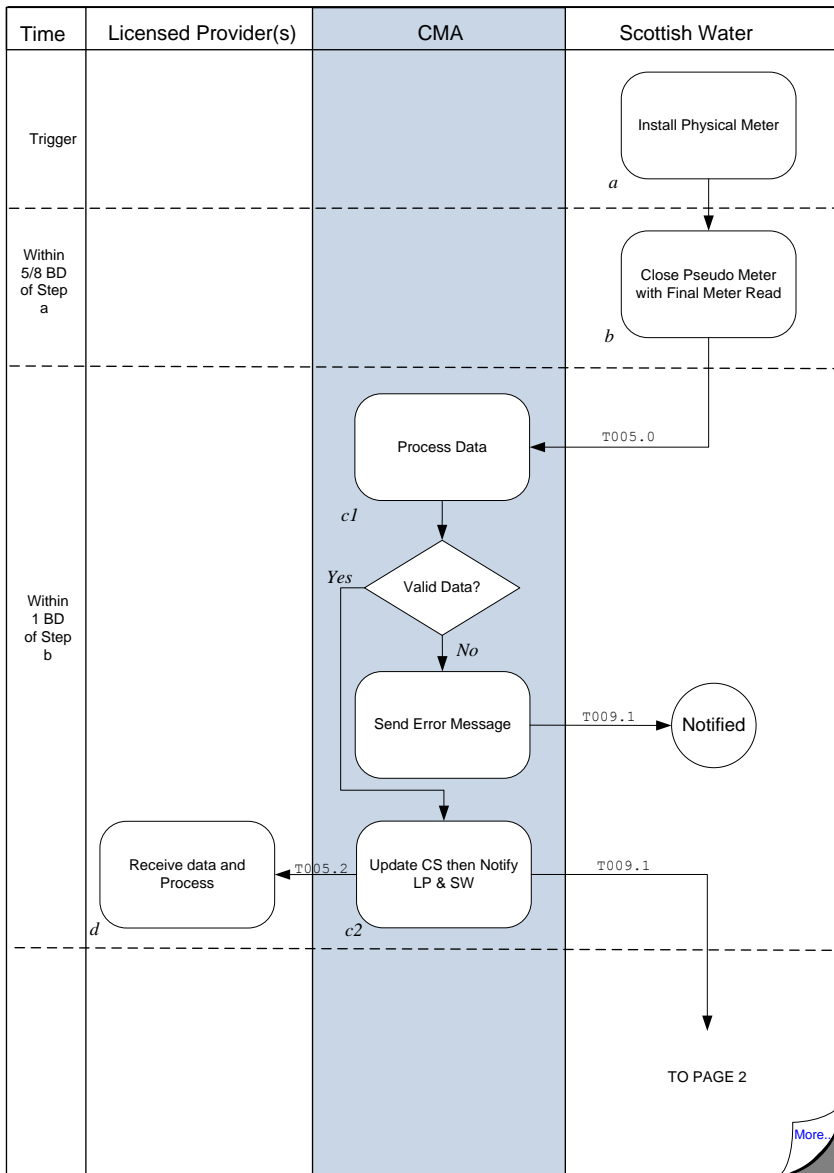 Time
Licensed Provider(s)
CMA
Scottish Water
Trigger
Install Physical Meter
a
Within
5/8 BD
of Step
a
Close Pseudo Meter
with Final Meter Read
b
T005.0
Process Data
c1
Within
1 BD
of Step
b
Yes
Valid Data?
No
Send Error Message
T009.1
Notified
Receive data and
Process
d
T005.2
Update CS then Notify
LP & SW
c2
T009.1
TO PAGE 2
More..